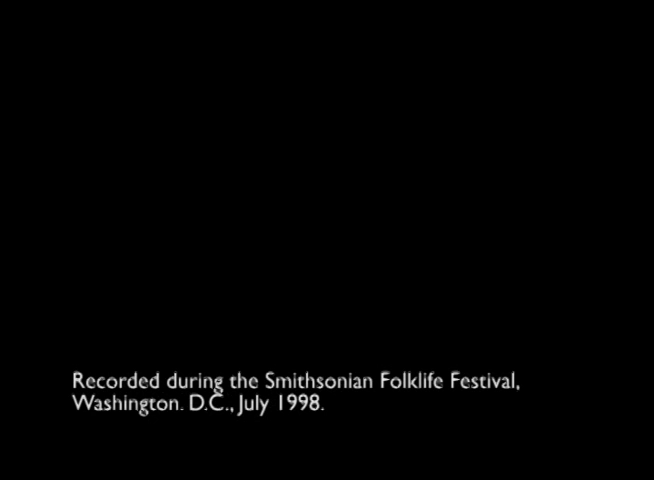 Recorded during the Smithsonian Folklife Festival,
Washington. D.C., July 1998.